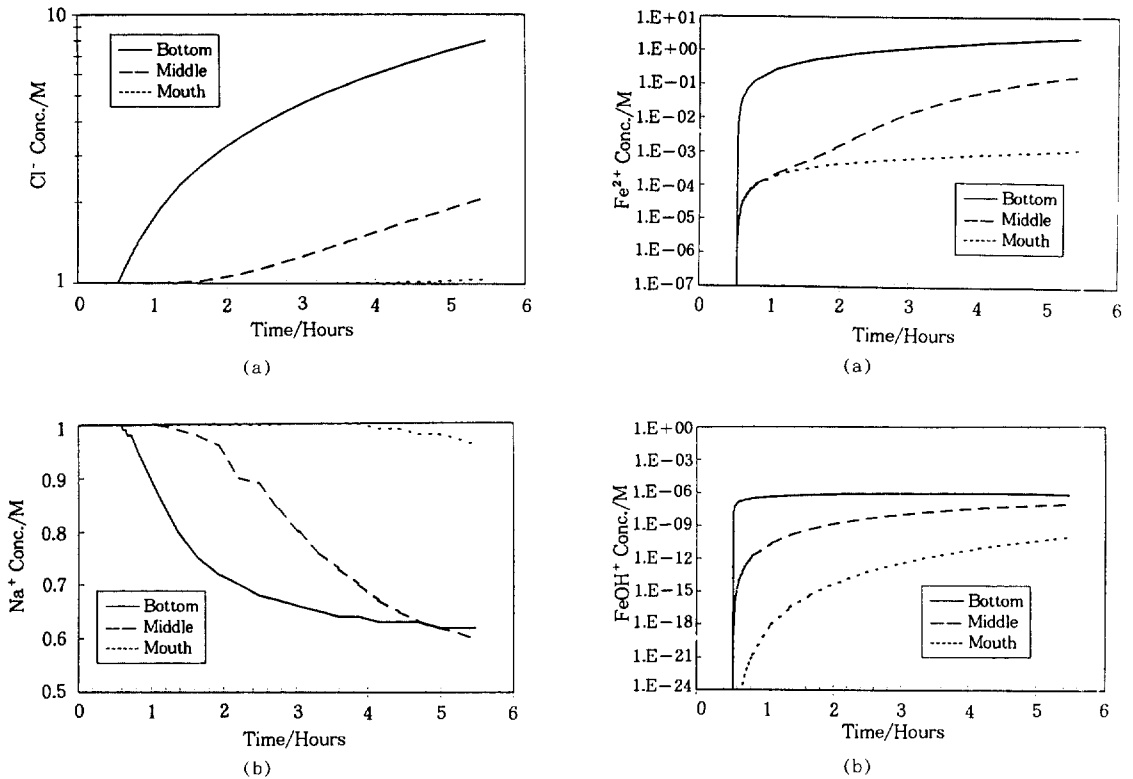 10
Cl⁻ Conc./M
Bottom
Middle
Mouth
1
0 1 2 3 4 5 6
Time/Hours
(a)
1.E+01
1.E+00
1.E−01
1.E−02
1.E−03
1.E−04
1.E−05
1.E−06
1.E−07
Fe²⁺ Conc./M
Bottom
Middle
Mouth
0 1 2 3 4 5 6
Time/Hours
(a)
1
0.9
0.8
0.7
0.6
0.5
Na⁺ Conc./M
Bottom
Middle
Mouth
0 1 2 3 4 5 6
Time/Hours
(b)
1.E+00
1.E−03
1.E−06
1.E−09
1.E−12
1.E−15
1.E−18
1.E−21
1.E−24
FeOH⁺ Conc./M
Bottom
Middle
Mouth
0 1 2 3 4 5 6
Time/Hours
(b)